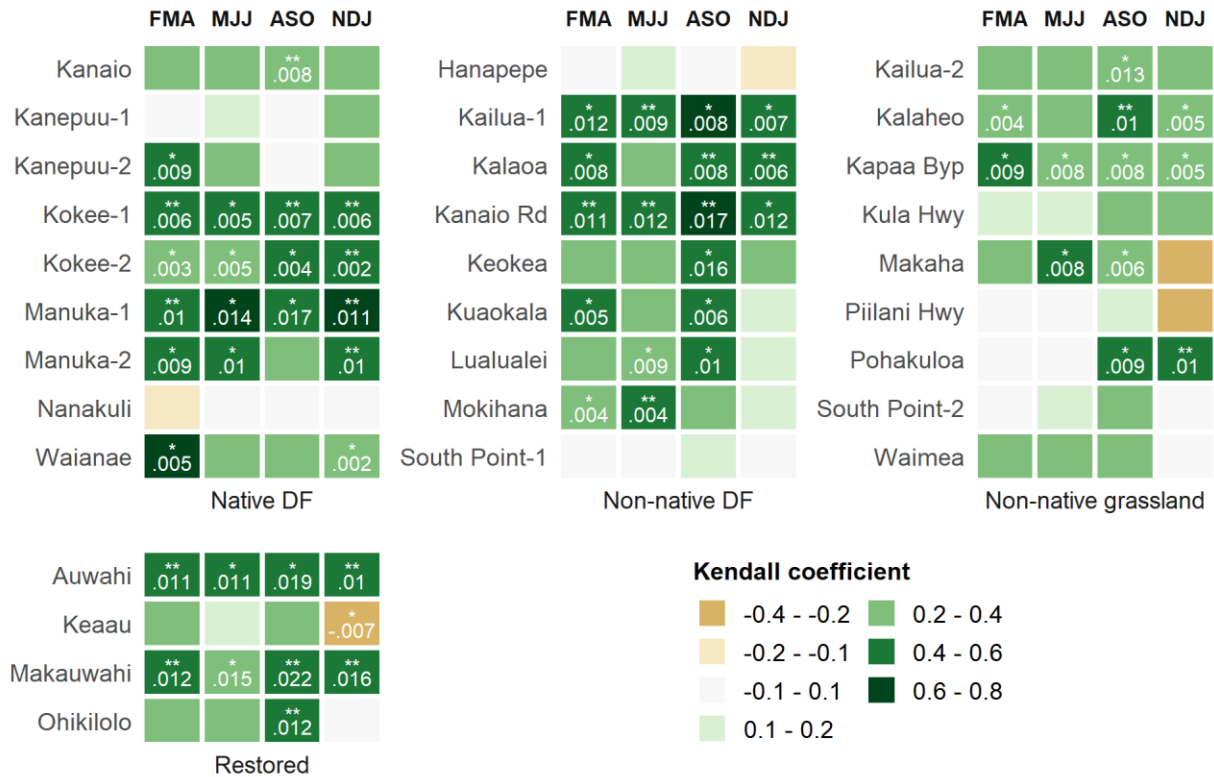 FMA MJJ ASO NDJ
Kanaio ** .008
Kanepuu-1
Kanepuu-2 * .009
Kokee-1 ** .006 * .005 ** .007 ** .006
Kokee-2 * .003 * .005 * .004 ** .002
Manuka-1 ** .01 * .014 * .017 ** .011
Manuka-2 * .009 * .01 ** .01
Nanakuli
Waianae * .005 * .002
Native DF
FMA MJJ ASO NDJ
Hanapepe
Kailua-1 * .012 ** .009 * .008 * .007
Kalaoa * .008 ** .008 ** .006
Kanaio Rd ** .011 ** .012 ** .017 * .012
Keokea * .016
Kuaokala * .005 * .006
Lualualei * .009 * .01
Mokihana * .004 ** .004
South Point-1
Non-native DF
FMA MJJ ASO NDJ
Kailua-2 * .013
Kalaheo * .004 ** .01 * .005
Kapaa Byp * .009 * .008 * .008 * .005
Kula Hwy
Makaha * .008 * .006
Piilani Hwy
Pohakuloa * .009 ** .01
South Point-2
Waimea
Non-native grassland
Auwahi ** .011 * .011 * .019 ** .01
Keaau * -.007
Makauwahi ** .012 * .015 ** .022 ** .016
Ohikilolo ** .012
Restored
Kendall coefficient
-0.4 - -0.2
-0.2 - -0.1
-0.1 - 0.1
0.1 - 0.2
0.2 - 0.4
0.4 - 0.6
0.6 - 0.8